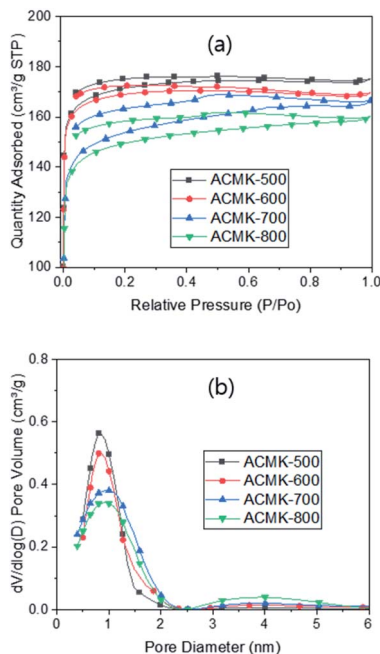 (a)
Quantity Adsorbed (cm³/g STP)
200
180
160
140
120
100
ACMK-500
ACMK-600
ACMK-700
ACMK-800
0.0 0.2 0.4 0.6 0.8 1.0
Relative Pressure (P/Po)
(b)
dV/dlog(D) Pore Volume (cm³/g)
0.8
0.6
0.4
0.2
0.0
ACMK-500
ACMK-600
ACMK-700
ACMK-800
0 1 2 3 4 5 6
Pore Diameter (nm)